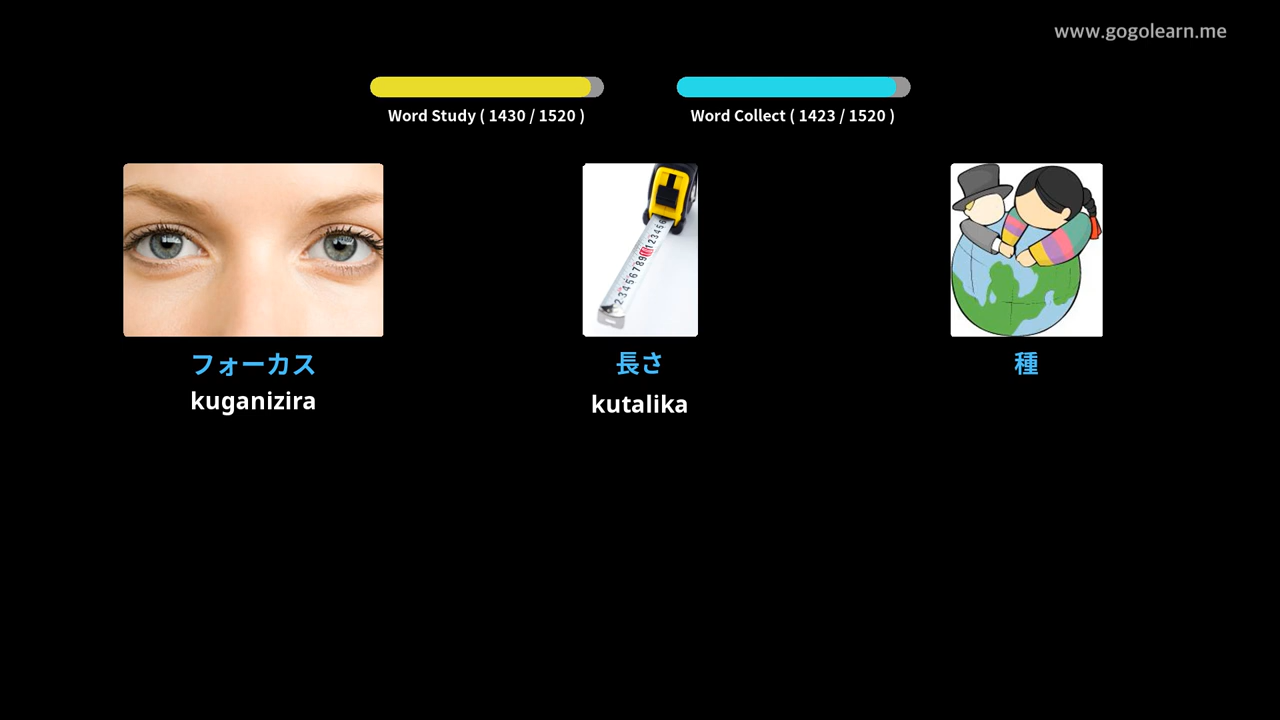 www.gogolearn.me
Word Study ( 1430 / 1520 )
Word Collect ( 1423 / 1520 )
フォーカス
kuganizira
長さ
kutalika
種